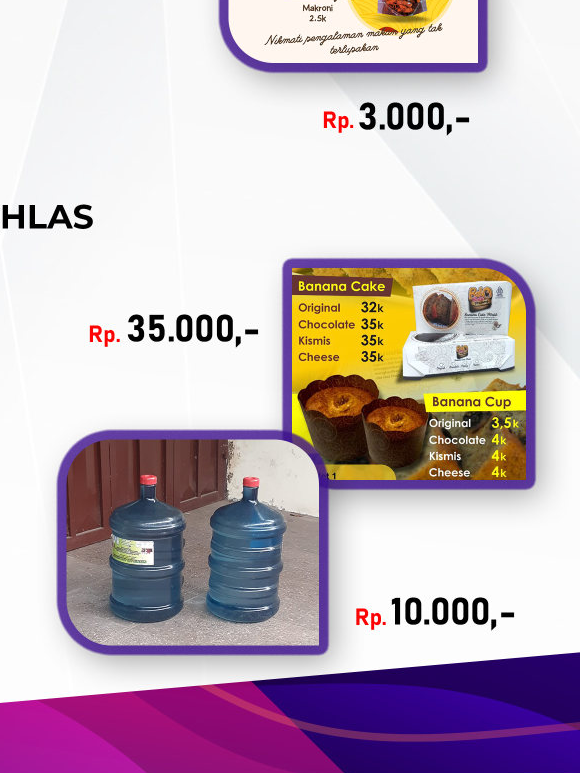 Makroni
2.5k
Nikmati pengalaman makan yang tak
terlupakan
Rp. 3.000,-
HLAS
Rp. 35.000,-
Banana Cake
Original 32k
Chocolate 35k
Kismis 35k
Cheese 35k
Banana Cup
Original 3,5k
Chocolate 4k
Kismis 4k
Cheese 4k
Rp. 10.000,-